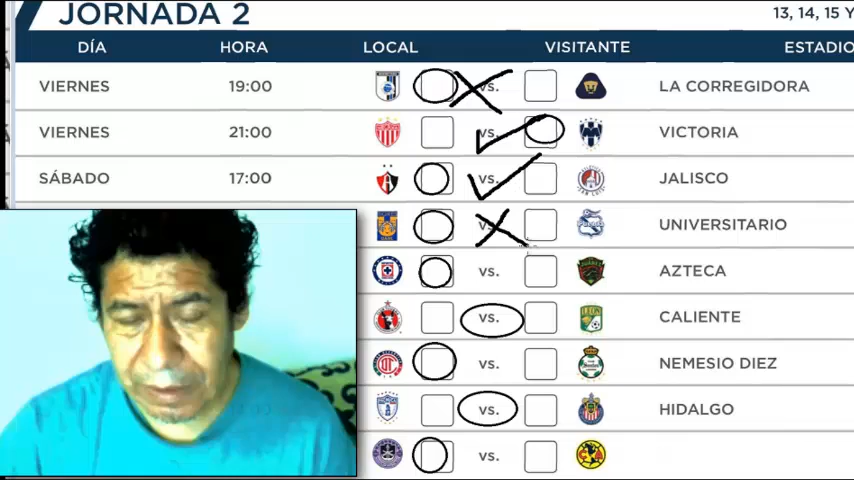 JORNADA 2
13, 14, 15 Y
DÍA HORA LOCAL VISITANTE ESTADIO
VIERNES 19:00 vs. LA CORREGIDORA
VIERNES 21:00 vs. VICTORIA
SÁBADO 17:00 vs. JALISCO
vs. UNIVERSITARIO
vs. AZTECA
vs. CALIENTE
vs. NEMESIO DIEZ
vs. HIDALGO
vs.